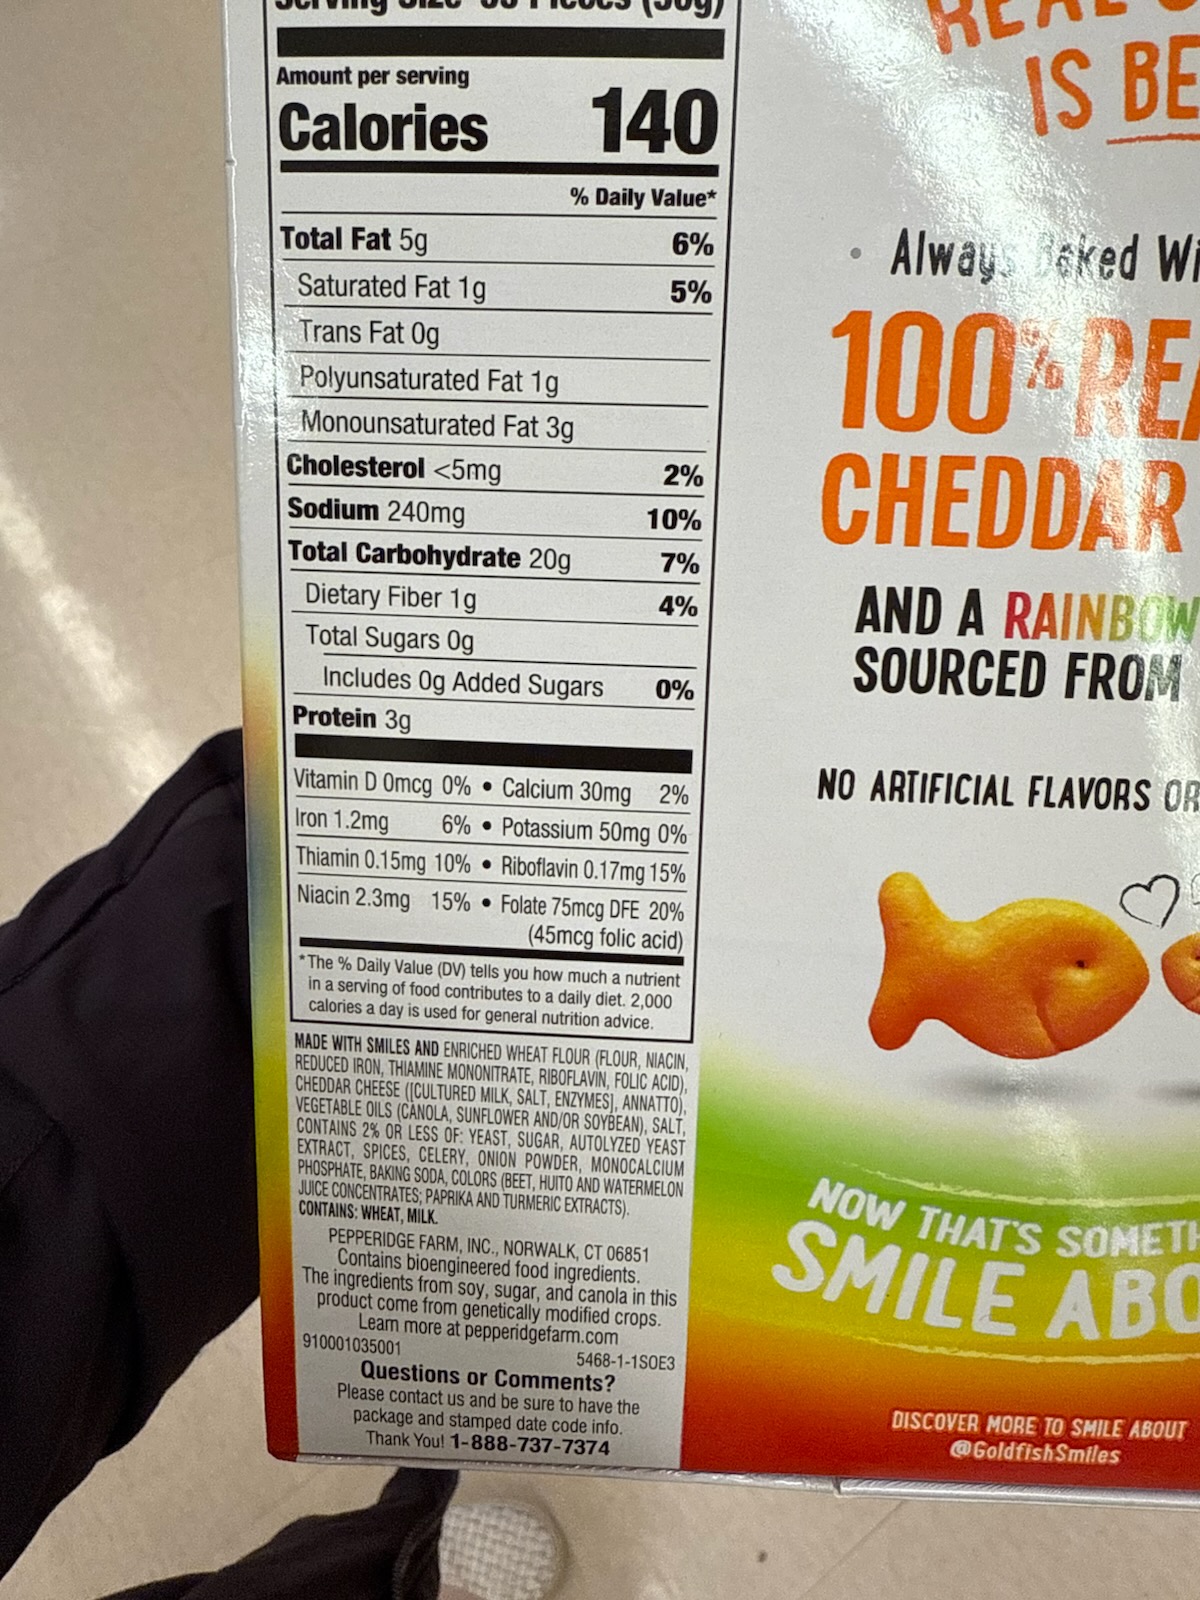 Serving Size
Amount per serving
Calories 140
% Daily Value*
Total Fat 5g 6%
Saturated Fat 1g 5%
Trans Fat 0g
Polyunsaturated Fat 1g
Monounsaturated Fat 3g
Cholesterol <5mg 2%
Sodium 240mg 10%
Total Carbohydrate 20g 7%
Dietary Fiber 1g 4%
Total Sugars 0g
Includes 0g Added Sugars 0%
Protein 3g
Vitamin D 0mcg 0% • Calcium 30mg 2%
Iron 1.2mg 6% • Potassium 50mg 0%
Thiamin 0.15mg 10% • Riboflavin 0.17mg 15%
Niacin 2.3mg 15% • Folate 75mcg DFE 20%
(45mcg folic acid)
*The % Daily Value (DV) tells you how much a nutrient
in a serving of food contributes to a daily diet. 2,000
calories a day is used for general nutrition advice.
MADE WITH SMILES AND ENRICHED WHEAT FLOUR (FLOUR, NIACIN,
REDUCED IRON, THIAMINE MONONITRATE, RIBOFLAVIN, FOLIC ACID),
CHEDDAR CHEESE ([CULTURED MILK, SALT, ENZYMES], ANNATTO),
VEGETABLE OILS (CANOLA, SUNFLOWER AND/OR SOYBEAN), SALT,
CONTAINS 2% OR LESS OF: YEAST, SUGAR, AUTOLYZED YEAST
EXTRACT, SPICES, CELERY, ONION POWDER, MONOCALCIUM
PHOSPHATE, BAKING SODA, COLORS (BEET, HUITO AND WATERMELON
JUICE CONCENTRATES; PAPRIKA AND TURMERIC EXTRACTS).
CONTAINS: WHEAT, MILK.
PEPPERIDGE FARM, INC., NORWALK, CT 06851
Contains bioengineered food ingredients.
The ingredients from soy, sugar, and canola in this
product come from genetically modified crops.
Learn more at pepperidgefarm.com
910001035001
5468-1-1SOE3
Questions or Comments?
Please contact us and be sure to have the
package and stamped date code info.
Thank You! 1-888-737-7374
IS BE
• Always Baked Wi
100% REA
CHEDDAR
AND A RAINBOW
SOURCED FROM
NO ARTIFICIAL FLAVORS OR
NOW THAT'S SOMETH
SMILE ABO
DISCOVER MORE TO SMILE ABOUT
@GoldfishSmiles